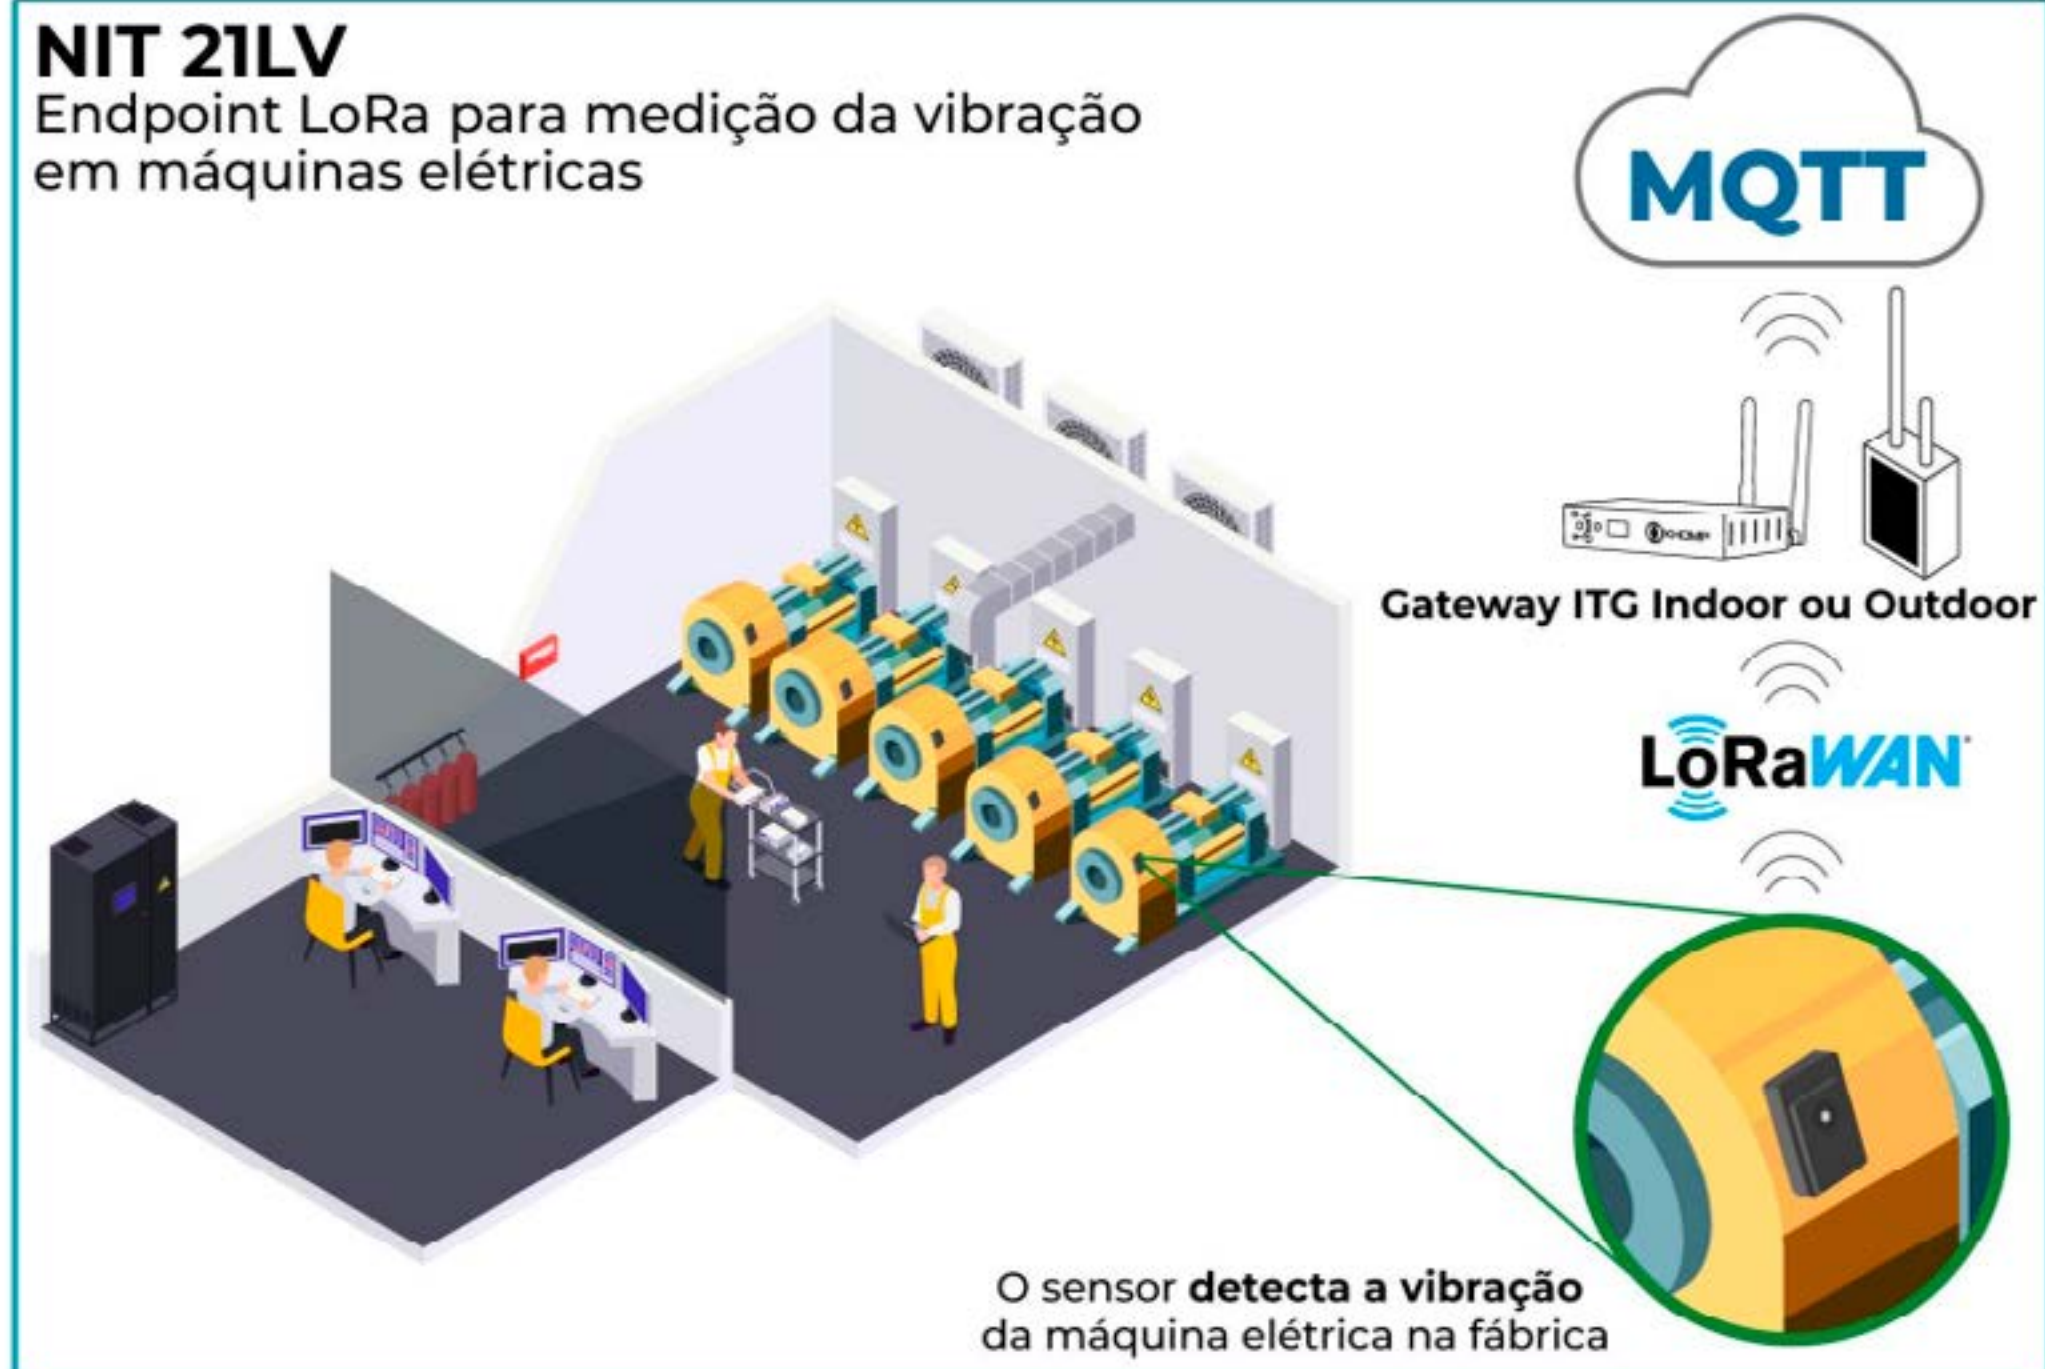 NIT 21LV
Endpoint LoRa para medição da vibração
em máquinas elétricas
MQTT
KHOMP
Gateway ITG Indoor ou Outdoor
LoRaWAN
O sensor detecta a vibração
da máquina elétrica na fábrica